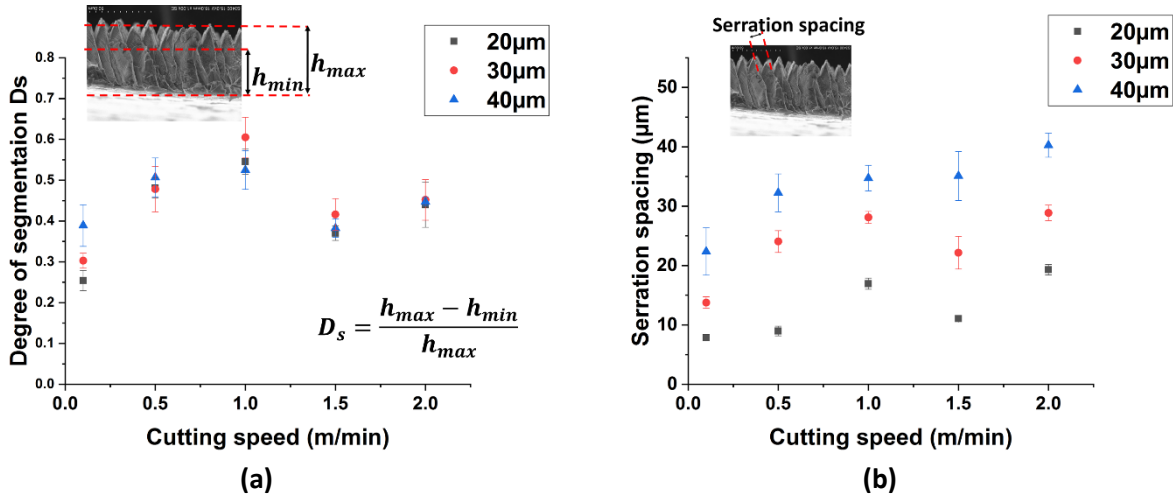 20μm
30μm
40μm
h_max
h_min
0.8
0.7
0.6
0.5
0.4
0.3
0.2
0.1
0.0
Degree of segmentaion Ds
D_s = (h_max − h_min) / h_max
0.0 0.5 1.0 1.5 2.0
Cutting speed (m/min)
(a)
Serration spacing
20μm
30μm
40μm
60
50
40
30
20
10
0
Serration spacing (μm)
0.0 0.5 1.0 1.5 2.0
Cutting speed (m/min)
(b)